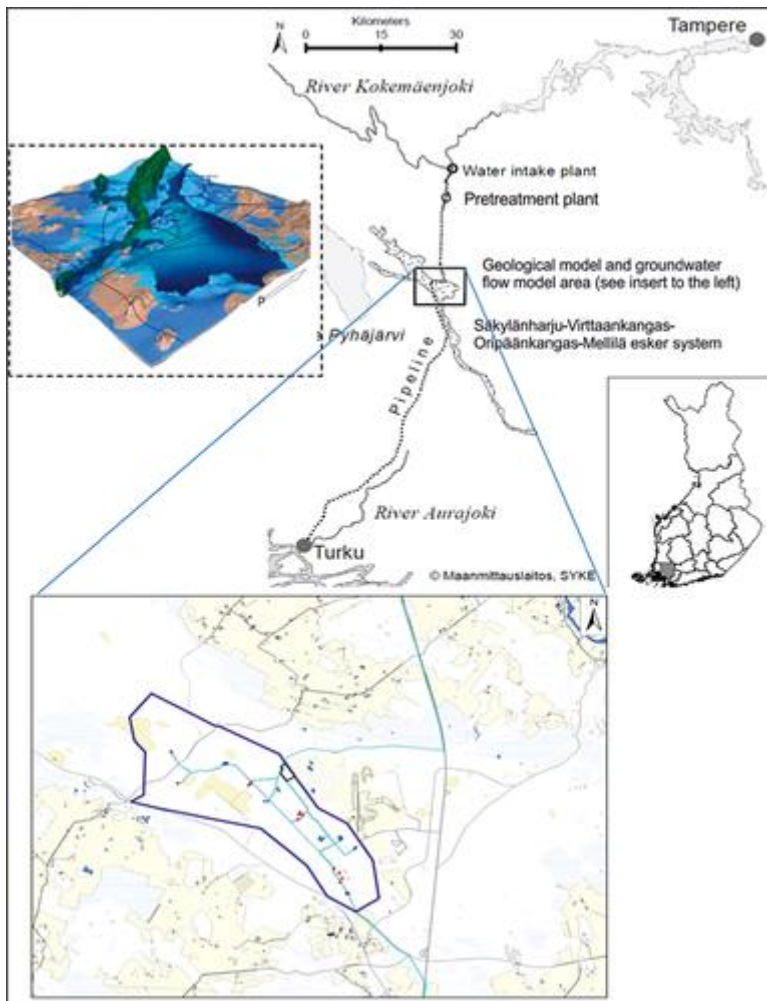 N
Kilometers
0 15 30
Tampere
River Kokemäenjoki
Water intake plant
Pretreatment plant
Geological model and groundwater
flow model area (see insert to the left)
P
Pyhäjärvi
Säkylänharju-Virttaankangas-
Oripäänkangas-Mellilä esker system
Pipeline
River Aurajoki
Turku
© Maanmittauslaitos, SYKE
N